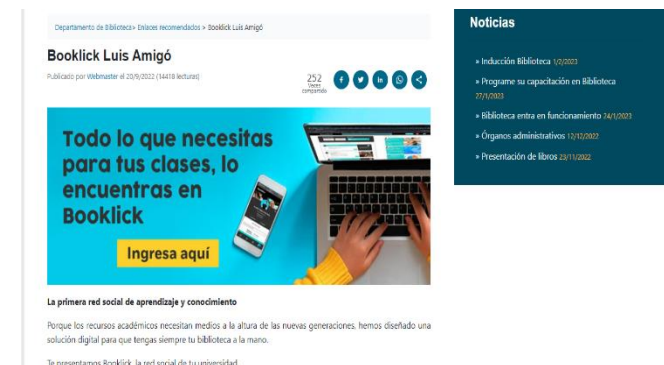 Departamento de Biblioteca» Enlaces recomendados » Booklick Luis Amigó
Booklick Luis Amigó
Publicado por Webmaster el 20/9/2022 (14418 lecturas)
252
Veces
compartido
Todo lo que necesitas
para tus clases, lo
encuentras en
Booklick
Ingresa aquí
La primera red social de aprendizaje y conocimiento
Porque los recursos académicos necesitan medios a la altura de las nuevas generaciones, hemos diseñado una
solución digital para que tengas siempre tu biblioteca a la mano.
Te presentamos Booklick, la red social de tu universidad
Noticias
» Inducción Biblioteca 1/2/2023
» Programe su capacitación en Biblioteca
27/1/2023
» Biblioteca entra en funcionamiento 24/1/2023
» Órganos administrativos 12/12/2022
» Presentación de libros 23/11/2022